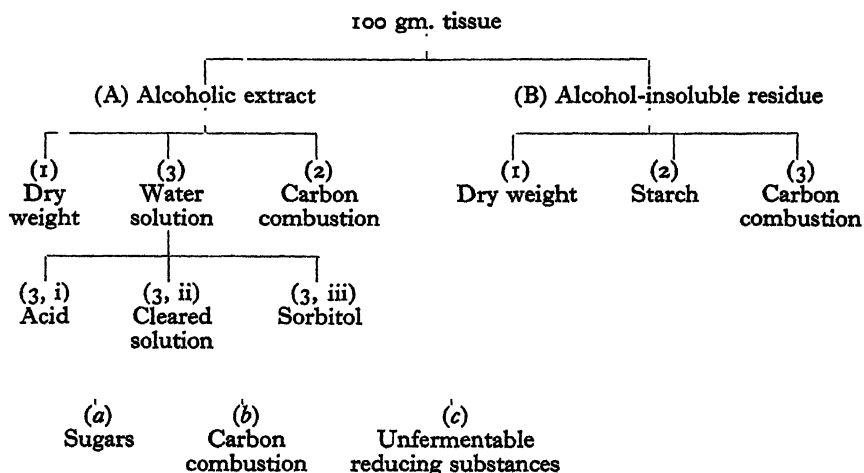 100 gm. tissue
(A) Alcoholic extract (B) Alcohol-insoluble residue
(1) (3) (2) (1) (2) (3)
Dry Water Carbon Dry weight Starch Carbon
weight solution combustion combustion
(3, i) (3, ii) (3, iii)
Acid Cleared Sorbitol
solution
(a) (b) (c)
Sugars Carbon Unfermentable
combustion reducing substances